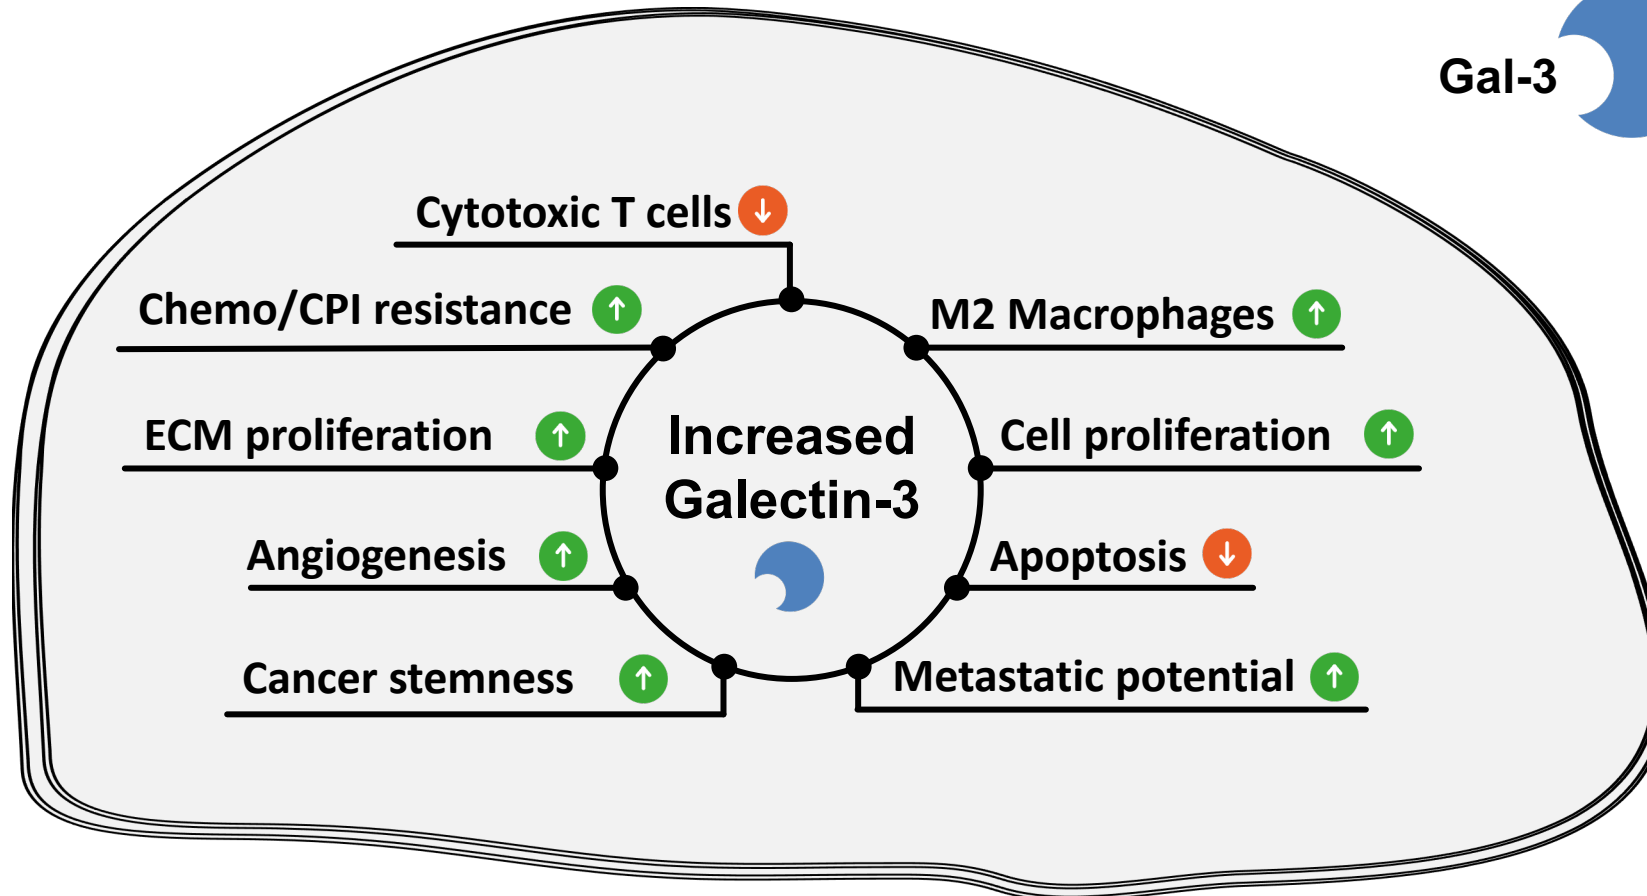 Gal-3
Cytotoxic T cells
Chemo/CPI resistance
M2 Macrophages
ECM proliferation
Increased
Galectin-3
Cell proliferation
Angiogenesis
Apoptosis
Cancer stemness
Metastatic potential